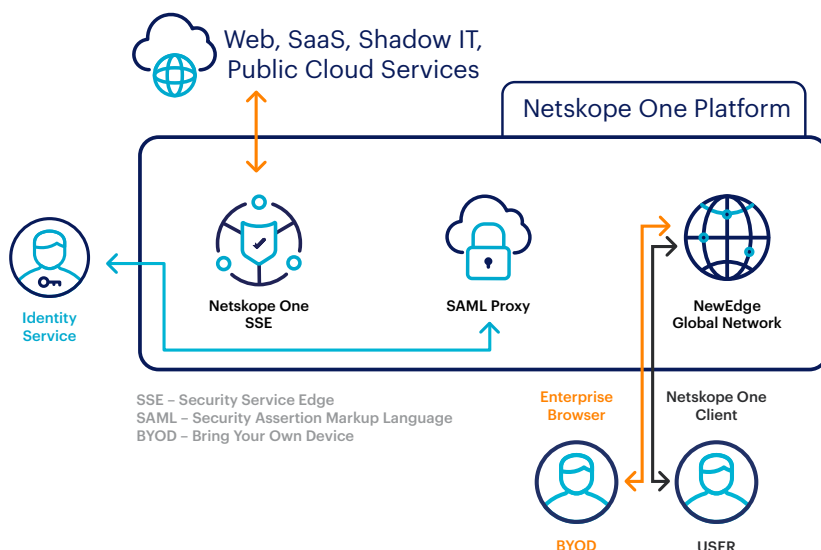 Web, SaaS, Shadow IT,
Public Cloud Services
Netskope One Platform
Netskope One
SSE
SAML Proxy
NewEdge
Global Network
Identity
Service
SSE – Security Service Edge
SAML – Security Assertion Markup Language
BYOD – Bring Your Own Device
Enterprise
Browser
Netskope One
Client
BYOD
USER